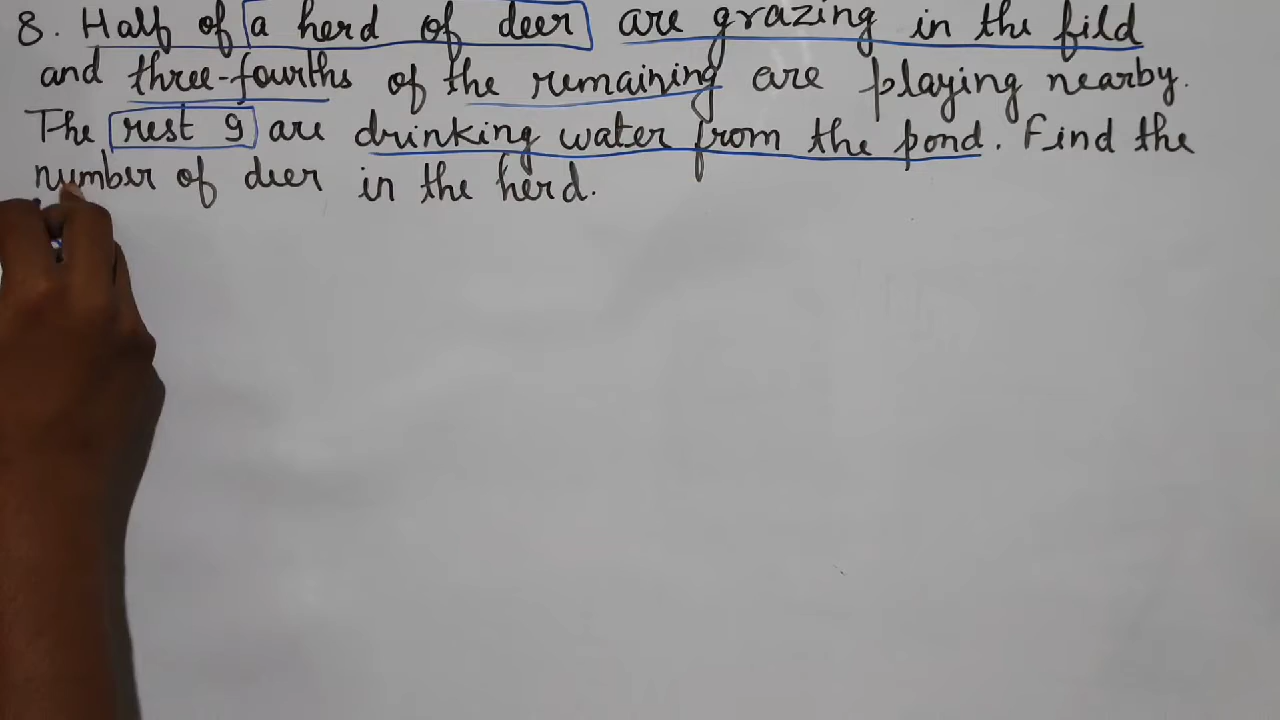 8. Half of a herd of deer are grazing in the fild
and three-fourths of the remaining are playing nearby.
The rest 9 are drinking water from the pond. Find the
number of deer in the herd.